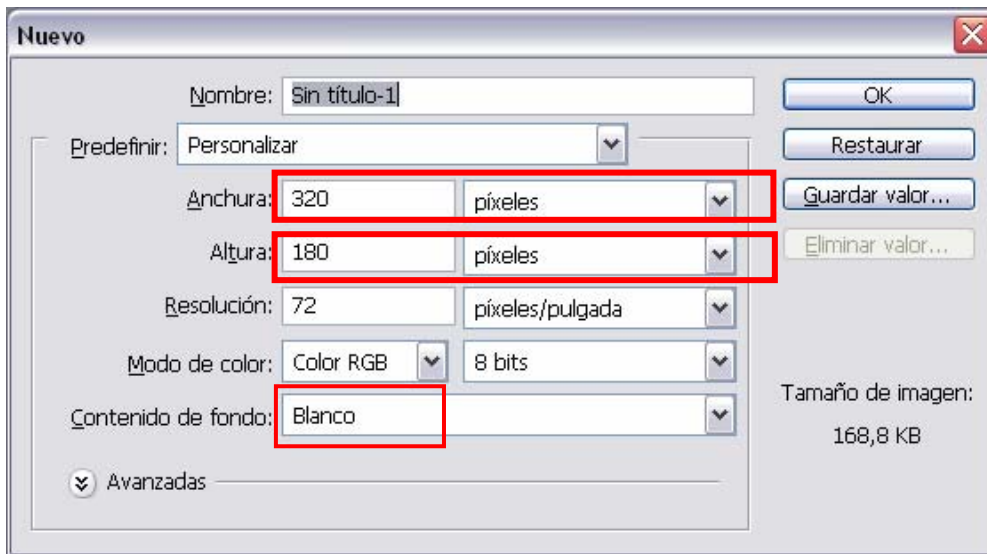 Nuevo
Nombre: Sin título-1 OK
Predefinir: Personalizar Restaurar
Anchura: 320 píxeles Guardar valor...
Altura: 180 píxeles Eliminar valor...
Resolución: 72 píxeles/pulgada
Modo de color: Color RGB 8 bits
Contenido de fondo: Blanco
Tamaño de imagen:
168,8 KB
Avanzadas